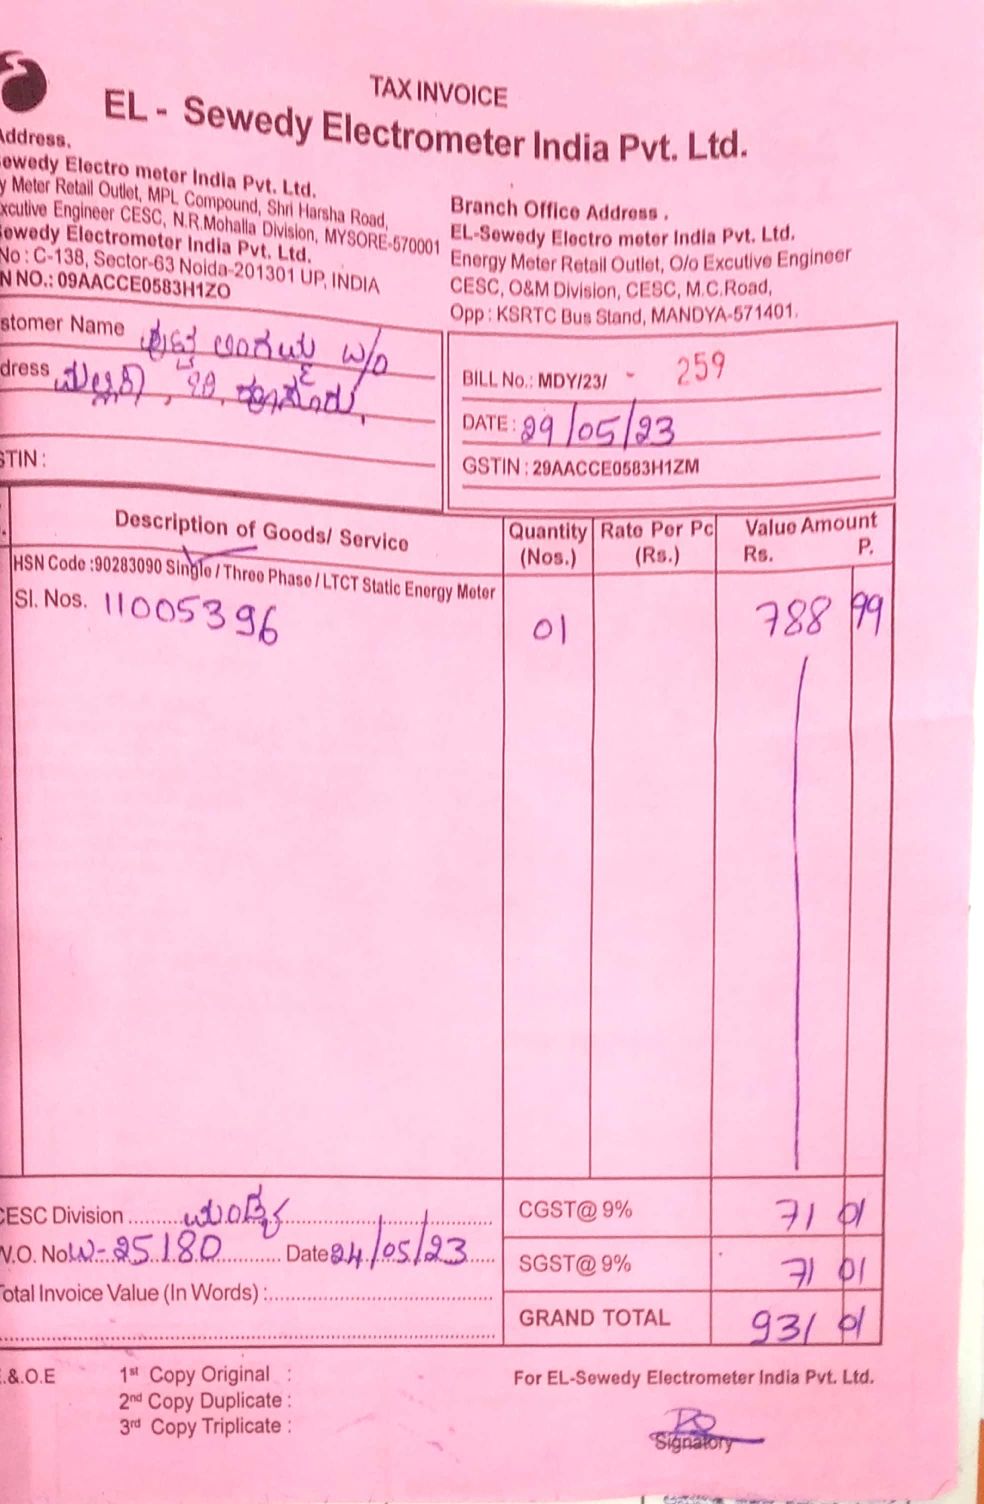 TAX INVOICE
EL - Sewedy Electrometer India Pvt. Ltd.
Address.
ewedy Electro meter India Pvt. Ltd.
y Meter Retail Outlet, MPL Compound, Shri Harsha Road,
xcutive Engineer CESC, N.R.Mohalla Division, MYSORE-570001
ewedy Electrometer India Pvt. Ltd.
No : C-138, Sector-63 Noida-201301 UP, INDIA
N NO.: 09AACCE0583H1ZO
Branch Office Address .
EL-Sewedy Electro meter India Pvt. Ltd.
Energy Meter Retail Outlet, O/o Excutive Engineer
CESC, O&M Division, CESC, M.C.Road,
Opp : KSRTC Bus Stand, MANDYA-571401.
stomer Name W/o
dress
STIN :
BILL No.: MDY/23/ - 259
DATE : 29/05/23
GSTIN : 29AACCE0583H1ZM
Description of Goods/ Service Quantity (Nos.) Rate Per Pc (Rs.) Value Amount Rs. P.
HSN Code :90283090 Single / Three Phase / LTCT Static Energy Meter
Sl. Nos. 11005396 01 788 99
CESC Division ಮಂಡ್ಯ
W.O. No W-25180 Date 24/05/23
otal Invoice Value (In Words) :
CGST@ 9% 71 01
SGST@ 9% 71 01
GRAND TOTAL 931 01
.&.O.E
1st Copy Original :
2nd Copy Duplicate :
3rd Copy Triplicate :
For EL-Sewedy Electrometer India Pvt. Ltd.
Signatory